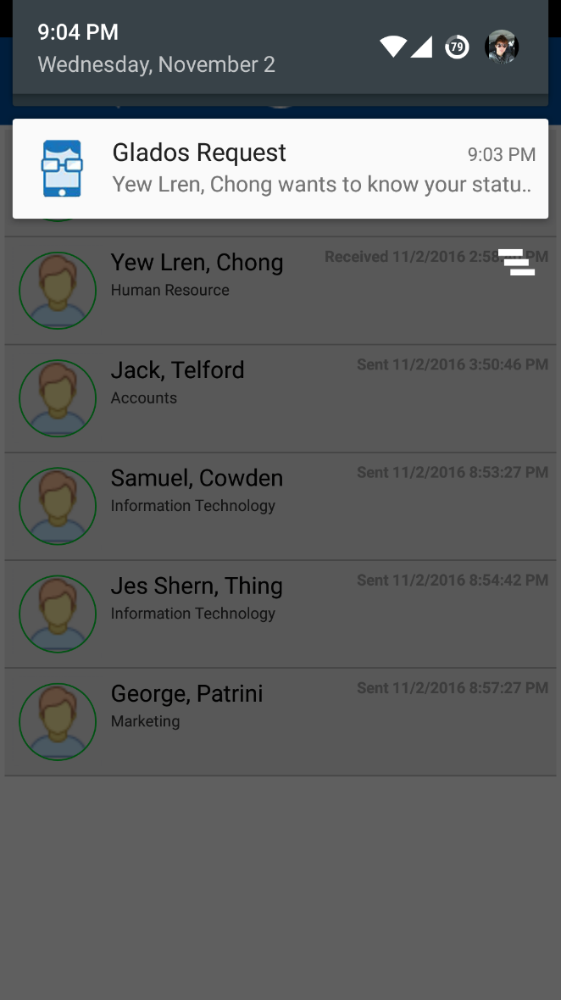 9:04 PM
79
Wednesday, November 2
Glados Request 9:03 PM
Yew Lren, Chong wants to know your statu..
Yew Lren, Chong Received 11/2/2016 2:58 PM
Human Resource
Jack, Telford Sent 11/2/2016 3:50:46 PM
Accounts
Samuel, Cowden Sent 11/2/2016 8:53:27 PM
Information Technology
Jes Shern, Thing Sent 11/2/2016 8:54:42 PM
Information Technology
George, Patrini Sent 11/2/2016 8:57:27 PM
Marketing